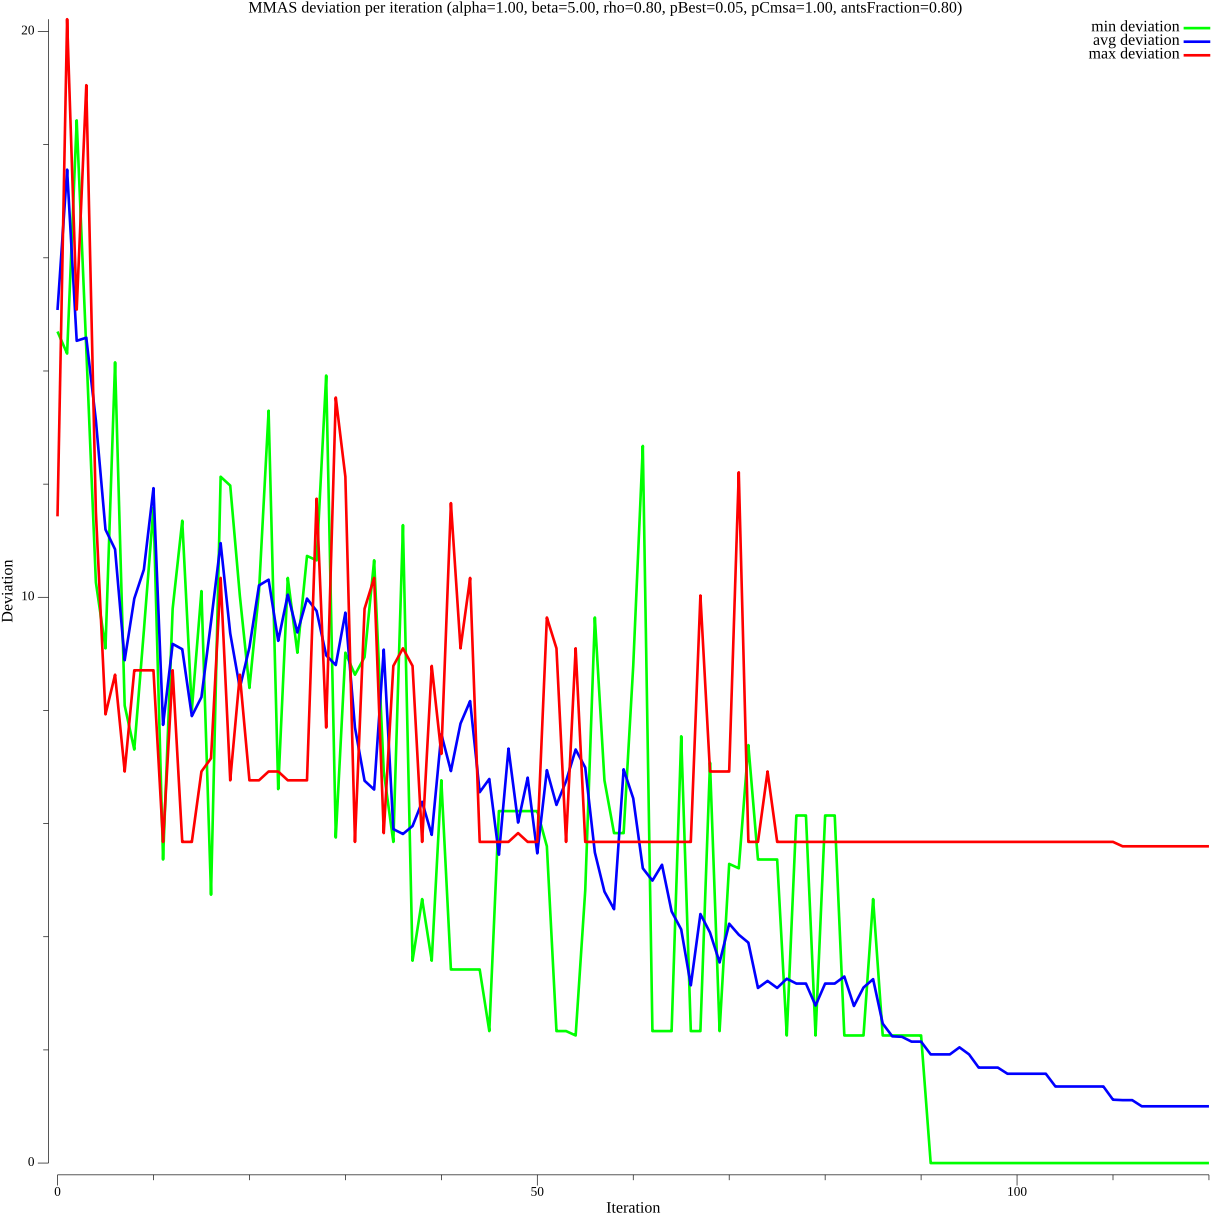 MMAS deviation per iteration (alpha=1.00, beta=5.00, rho=0.80, pBest=0.05, pCmsa=1.00, antsFraction=0.80)
min deviation
avg deviation
max deviation
20
10
0
Deviation
0
50
100
Iteration